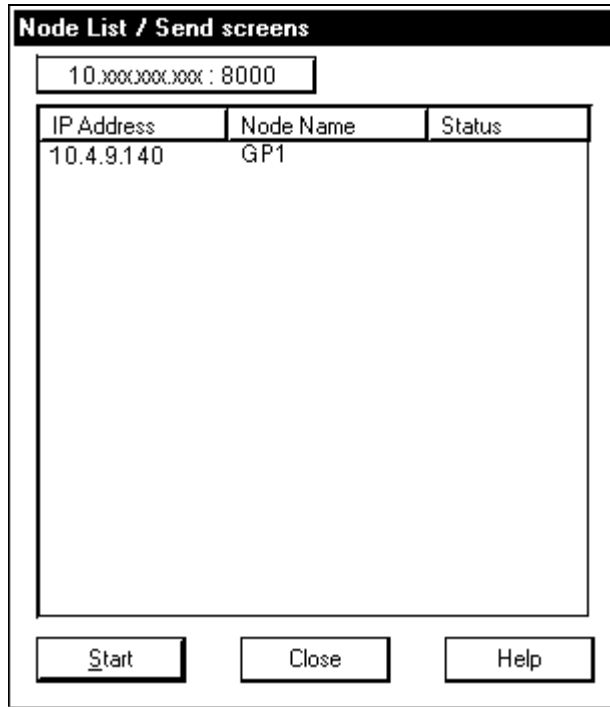 Node List / Send screens
10.xxx.xxx.xxx : 8000
IP Address Node Name Status
10.4.9.140 GP1
Start Close Help